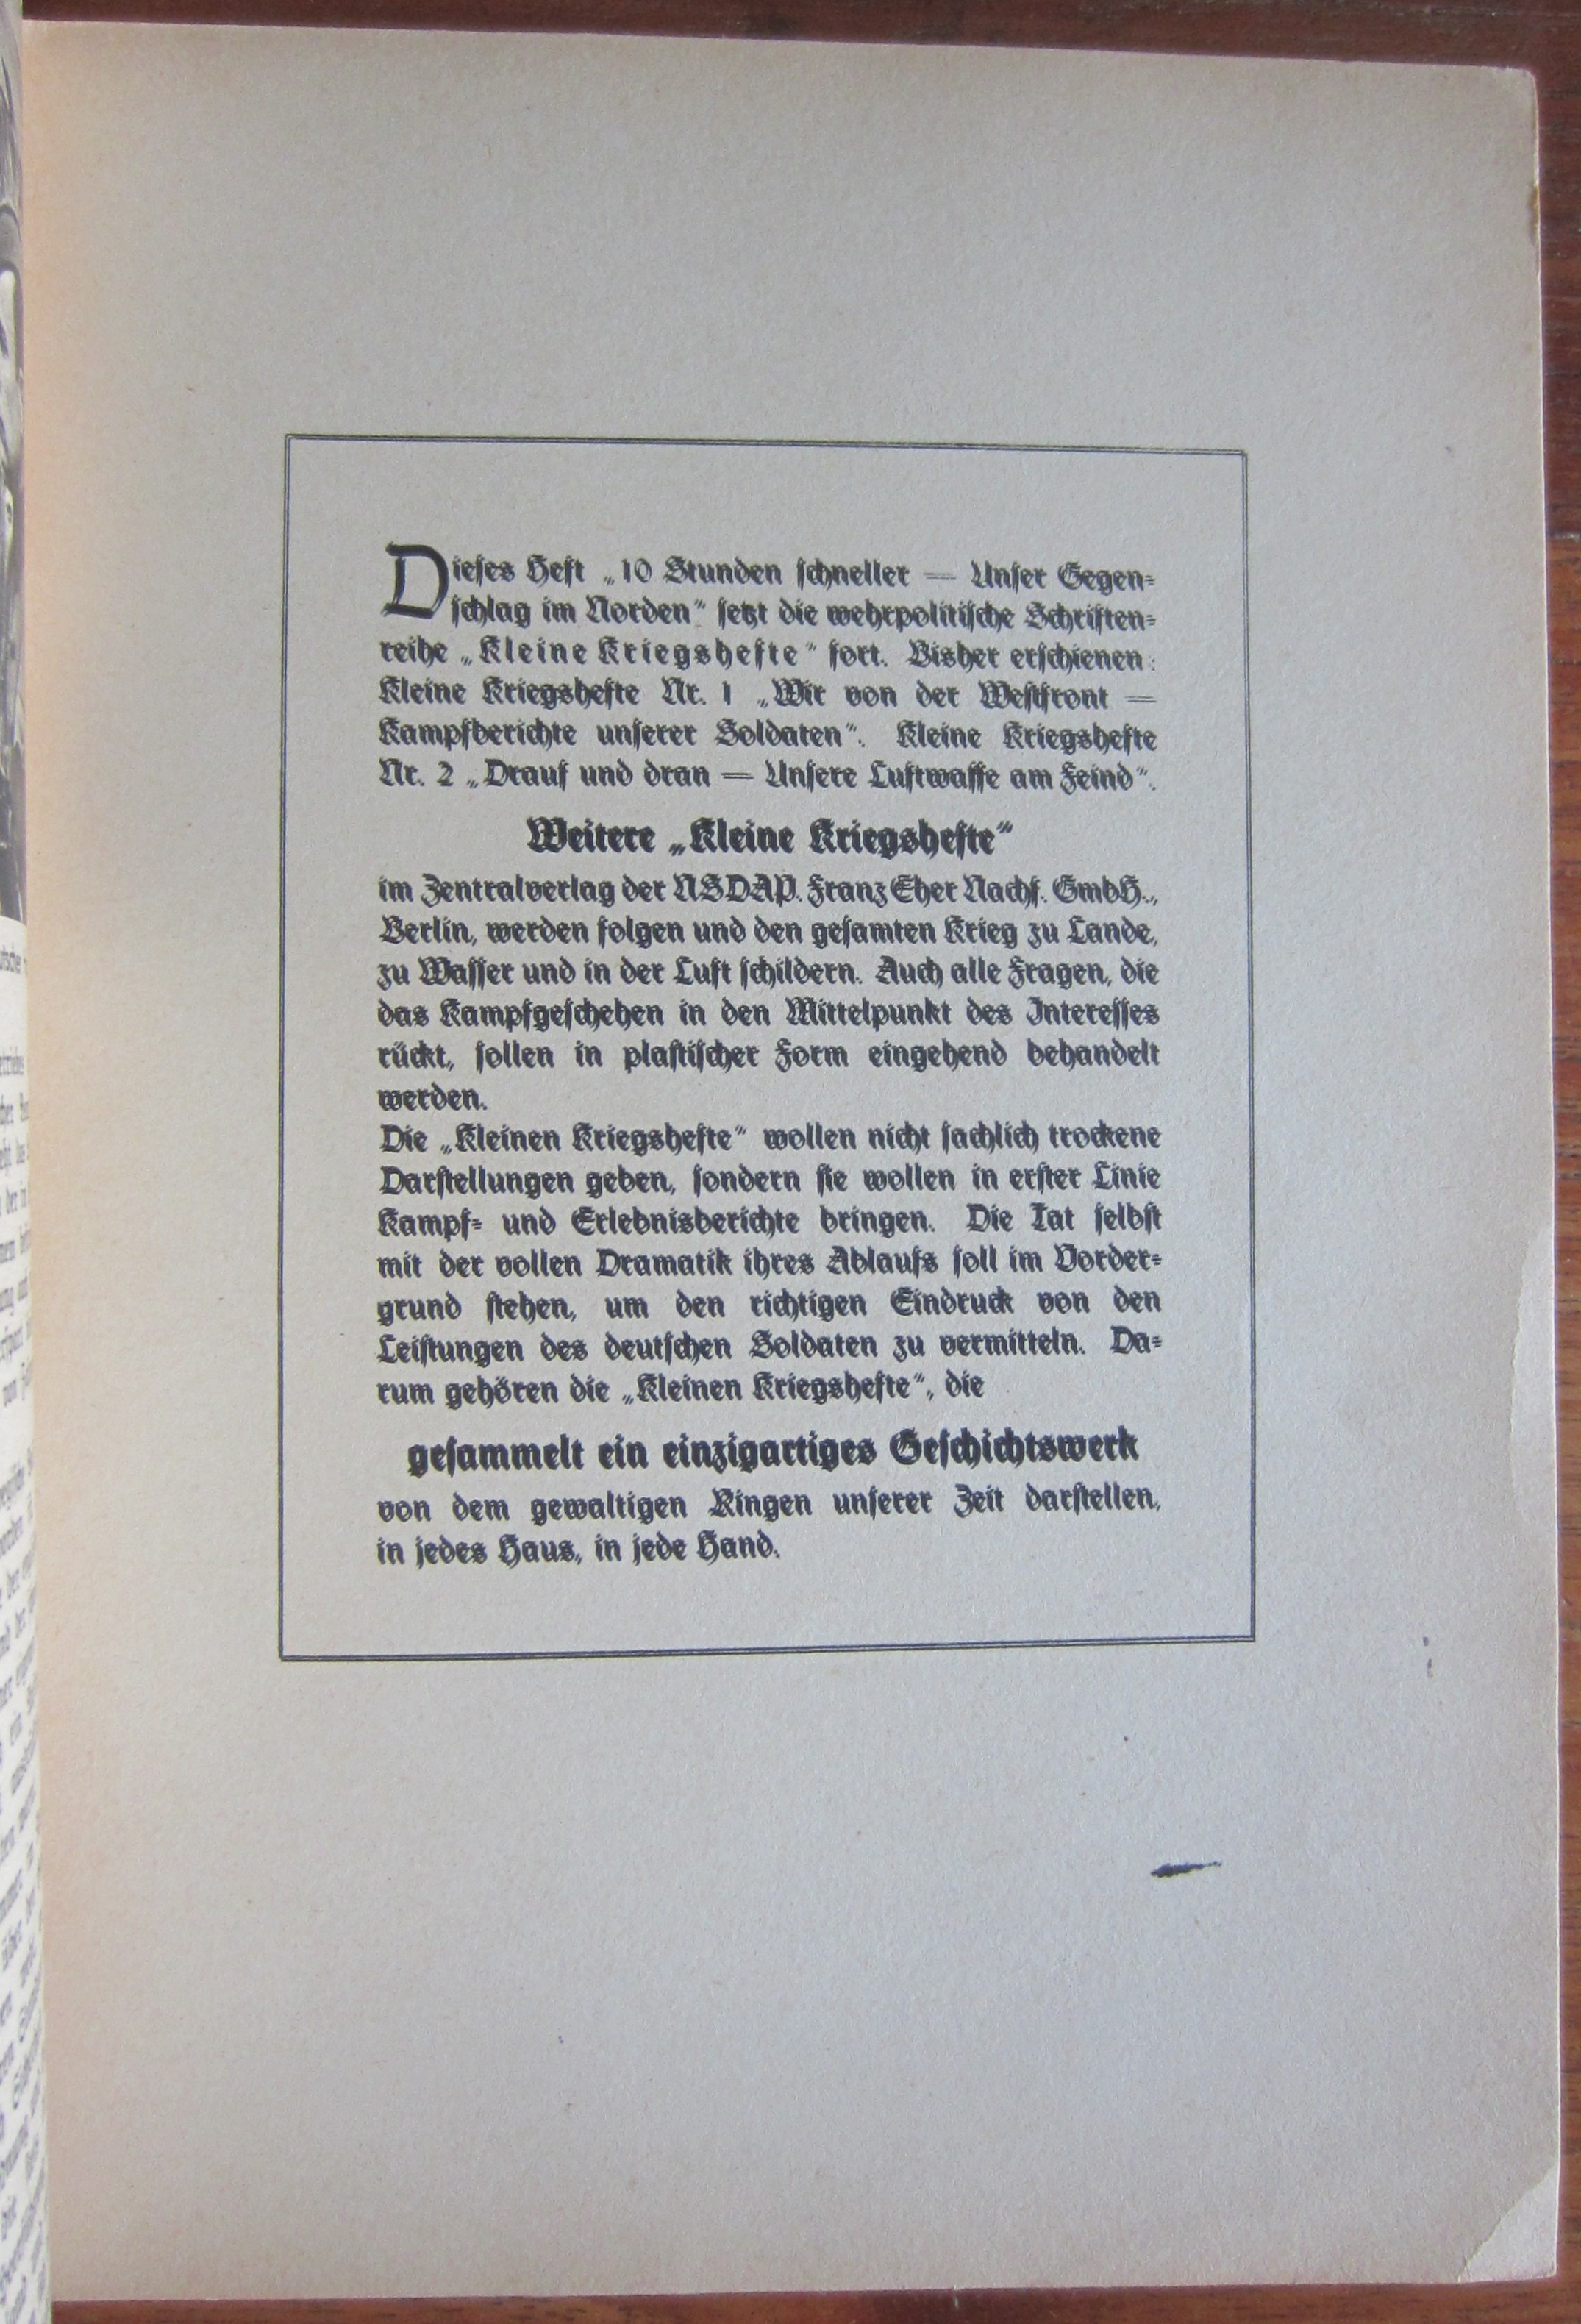 Dieses Heft „10 Stunden schneller — Unser Gegen=
schlag im Norden“ setzt die wehrpolitische Schriften=
reihe „Kleine Kriegshefte“ fort. Bisher erschienen:
Kleine Kriegshefte Nr. 1 „Wir von der Westfront —
Kampfberichte unserer Soldaten“. Kleine Kriegshefte
Nr. 2 „Drauf und dran — Unsere Luftwaffe am Feind“.
Weitere „Kleine Kriegshefte“
im Zentralverlag der NSDAP. Franz Eher Nachf. GmbH.,
Berlin, werden folgen und den gesamten Krieg zu Lande,
zu Wasser und in der Luft schildern. Auch alle Fragen, die
das Kampfgeschehen in den Mittelpunkt des Interesses
rückt, sollen in plastischer Form eingehend behandelt
werden.
Die „Kleinen Kriegshefte“ wollen nicht sachlich trockene
Darstellungen geben, sondern sie wollen in erster Linie
Kampf= und Erlebnisberichte bringen. Die Tat selbst
mit der vollen Dramatik ihres Ablaufs soll im Vorder=
grund stehen, um den richtigen Eindruck von den
Leistungen des deutschen Soldaten zu vermitteln. Da=
rum gehören die „Kleinen Kriegshefte“, die
gesammelt ein einzigartiges Geschichtswerk
von dem gewaltigen Ringen unserer Zeit darstellen,
in jedes Haus, in jede Hand.